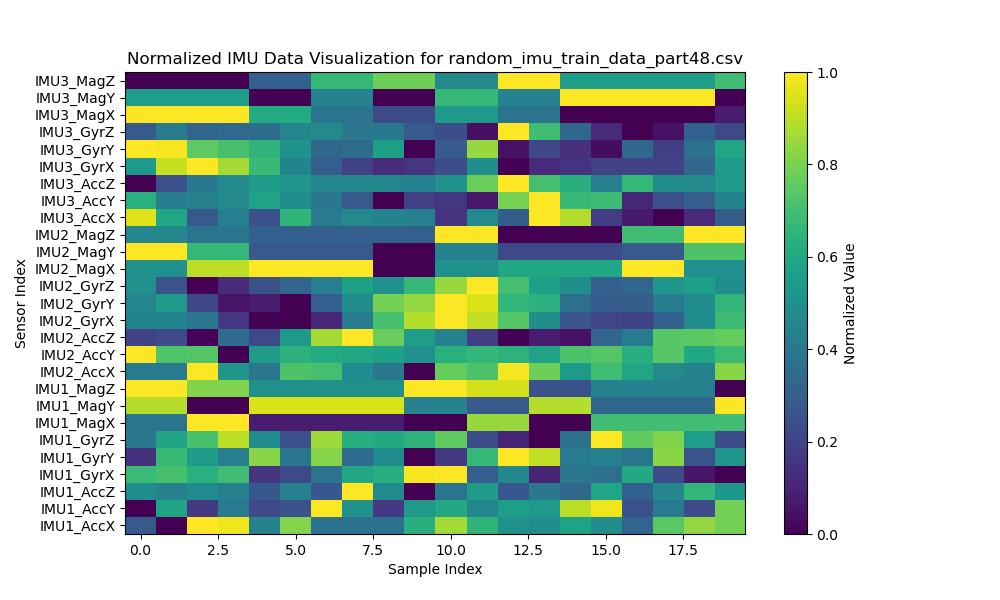 Normalized IMU Data Visualization for random_imu_train_data_part48.csv
IMU3_MagZ
IMU3_MagY
IMU3_MagX
IMU3_GyrZ
IMU3_GyrY
IMU3_GyrX
IMU3_AccZ
IMU3_AccY
IMU3_AccX
IMU2_MagZ
IMU2_MagY
IMU2_MagX
IMU2_GyrZ
IMU2_GyrY
IMU2_GyrX
IMU2_AccZ
IMU2_AccY
IMU2_AccX
IMU1_MagZ
IMU1_MagY
IMU1_MagX
IMU1_GyrZ
IMU1_GyrY
IMU1_GyrX
IMU1_AccZ
IMU1_AccY
IMU1_AccX
Sensor Index
0.0 2.5 5.0 7.5 10.0 12.5 15.0 17.5
Sample Index
1.0
0.8
0.6
0.4
0.2
0.0
Normalized Value